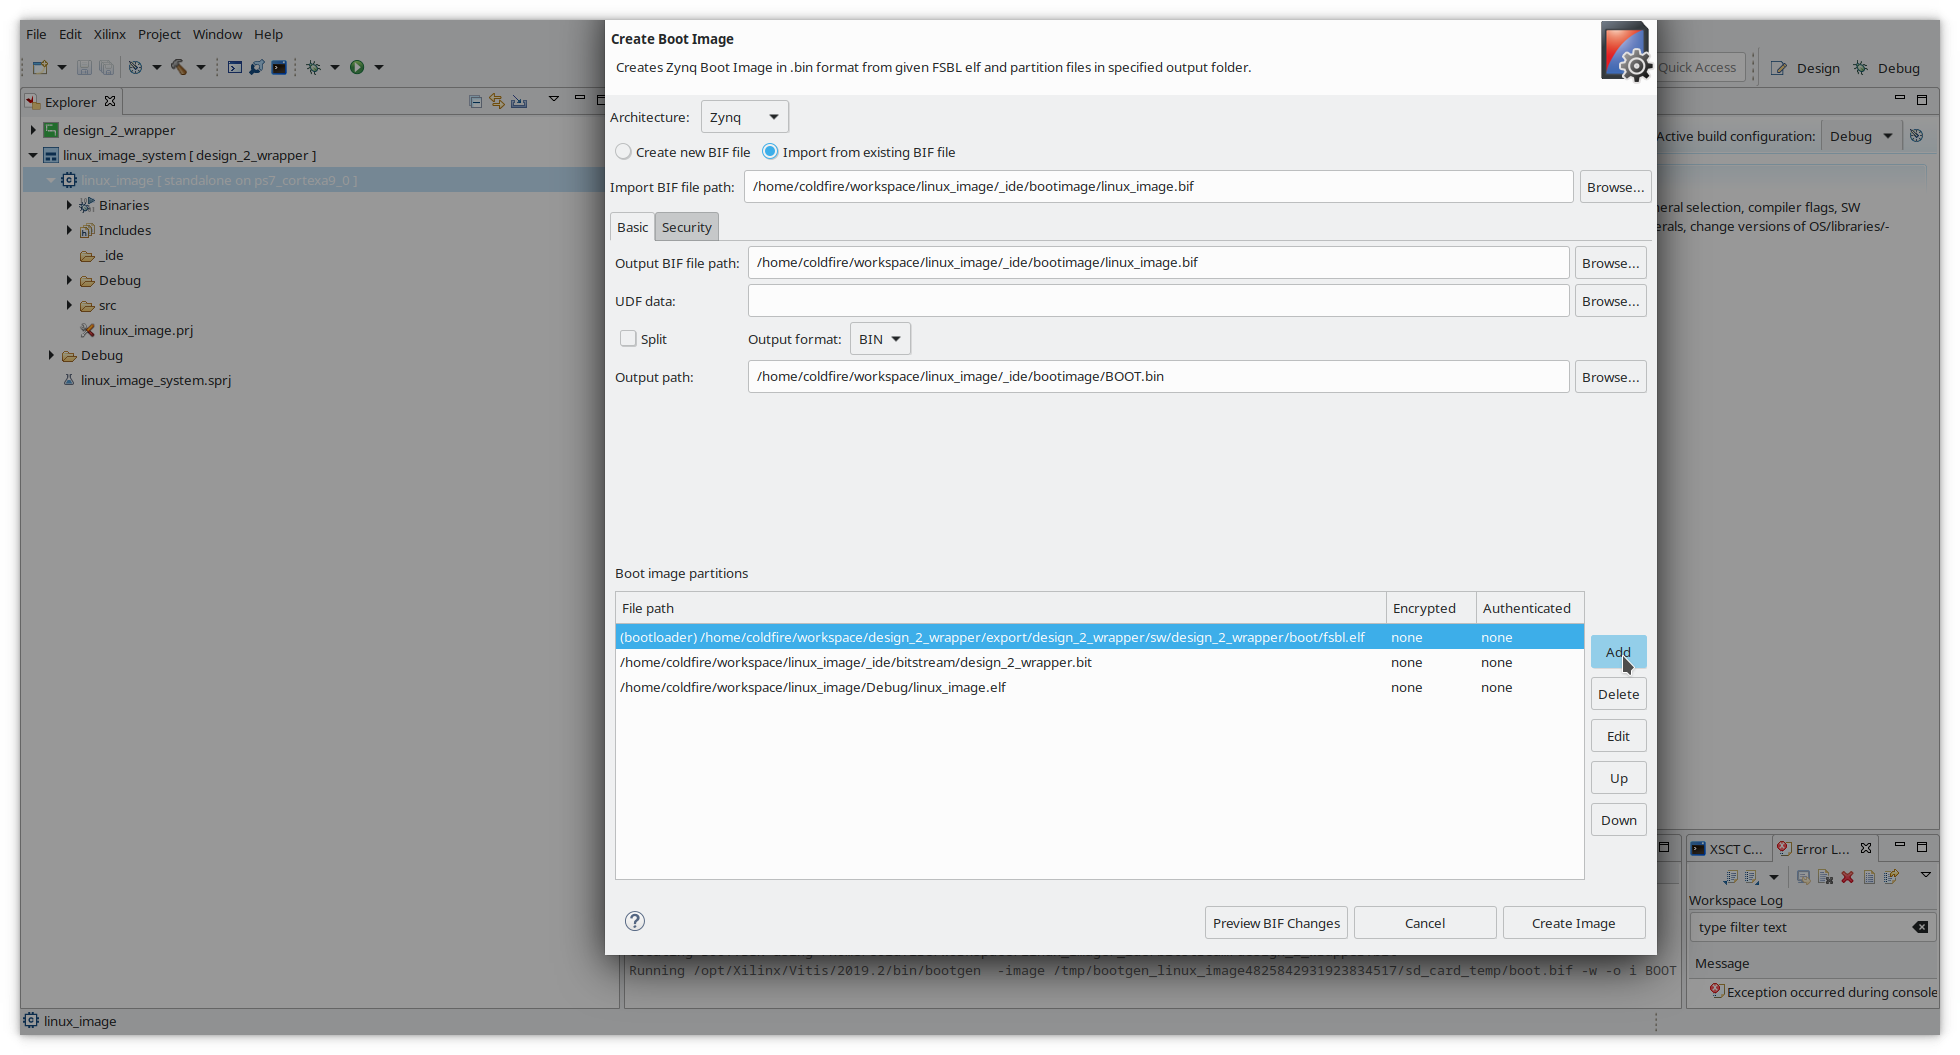 File Edit Xilinx Project Window Help
Create Boot Image
Creates Zynq Boot Image in .bin format from given FSBL elf and partition files in specified output folder.
Quick Access
Design
Debug
Explorer
design_2_wrapper
linux_image_system [ design_2_wrapper ]
linux_image [ standalone on ps7_cortexa9_0 ]
Binaries
Includes
_ide
Debug
src
linux_image.prj
Debug
linux_image_system.sprj
Architecture: Zynq
Create new BIF file Import from existing BIF file
Import BIF file path: /home/coldfire/workspace/linux_image/_ide/bootimage/linux_image.bif Browse...
Basic Security
Output BIF file path: /home/coldfire/workspace/linux_image/_ide/bootimage/linux_image.bif Browse...
UDF data: Browse...
Split Output format: BIN
Output path: /home/coldfire/workspace/linux_image/_ide/bootimage/BOOT.bin Browse...
Boot image partitions
File path Encrypted Authenticated
(bootloader) /home/coldfire/workspace/design_2_wrapper/export/design_2_wrapper/sw/design_2_wrapper/boot/fsbl.elf none none
/home/coldfire/workspace/linux_image/_ide/bitstream/design_2_wrapper.bit none none
/home/coldfire/workspace/linux_image/Debug/linux_image.elf none none
Add
Delete
Edit
Up
Down
Preview BIF Changes Cancel Create Image
Active build configuration: Debug
selection, compiler flags, SW
change versions of OS/libraries/-
Running /opt/Xilinx/Vitis/2019.2/bin/bootgen -image /tmp/bootgen_linux_image4825842931923834517/sd_card_temp/boot.bif -w -o i BOOT
XSCT C... Error L...
Workspace Log
type filter text
Message
Exception occurred during console
linux_image